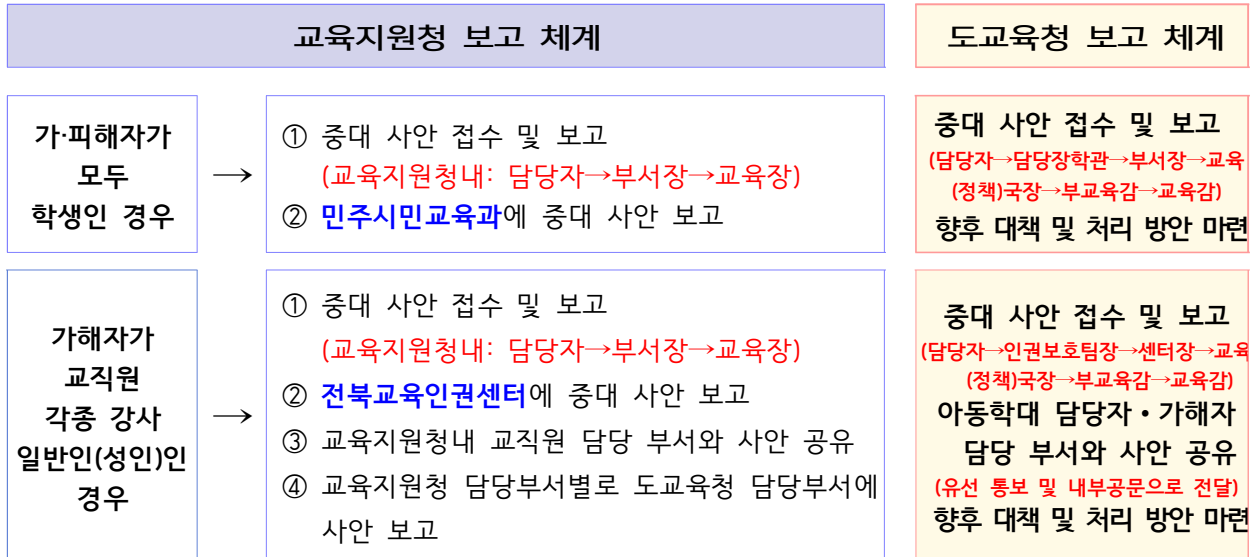 교육지원청 보고 체계
도교육청 보고 체계
가·피해자가
모두
학생인 경우
→
① 중대 사안 접수 및 보고
(교육지원청내: 담당자→부서장→교육장)
② 민주시민교육과에 중대 사안 보고
중대 사안 접수 및 보고
(담당자→담당장학관→부서장→교육
(정책)국장→부교육감→교육감)
향후 대책 및 처리 방안 마련
가해자가
교직원
각종 강사
일반인(성인)인
경우
→
① 중대 사안 접수 및 보고
(교육지원청내: 담당자→부서장→교육장)
② 전북교육인권센터에 중대 사안 보고
③ 교육지원청내 교직원 담당 부서와 사안 공유
④ 교육지원청 담당부서별로 도교육청 담당부서에
사안 보고
중대 사안 접수 및 보고
(담당자→인권보호팀장→센터장→교육
(정책)국장→부교육감→교육감)
아동학대 담당자・가해자
담당 부서와 사안 공유
(유선 통보 및 내부공문으로 전달)
향후 대책 및 처리 방안 마련